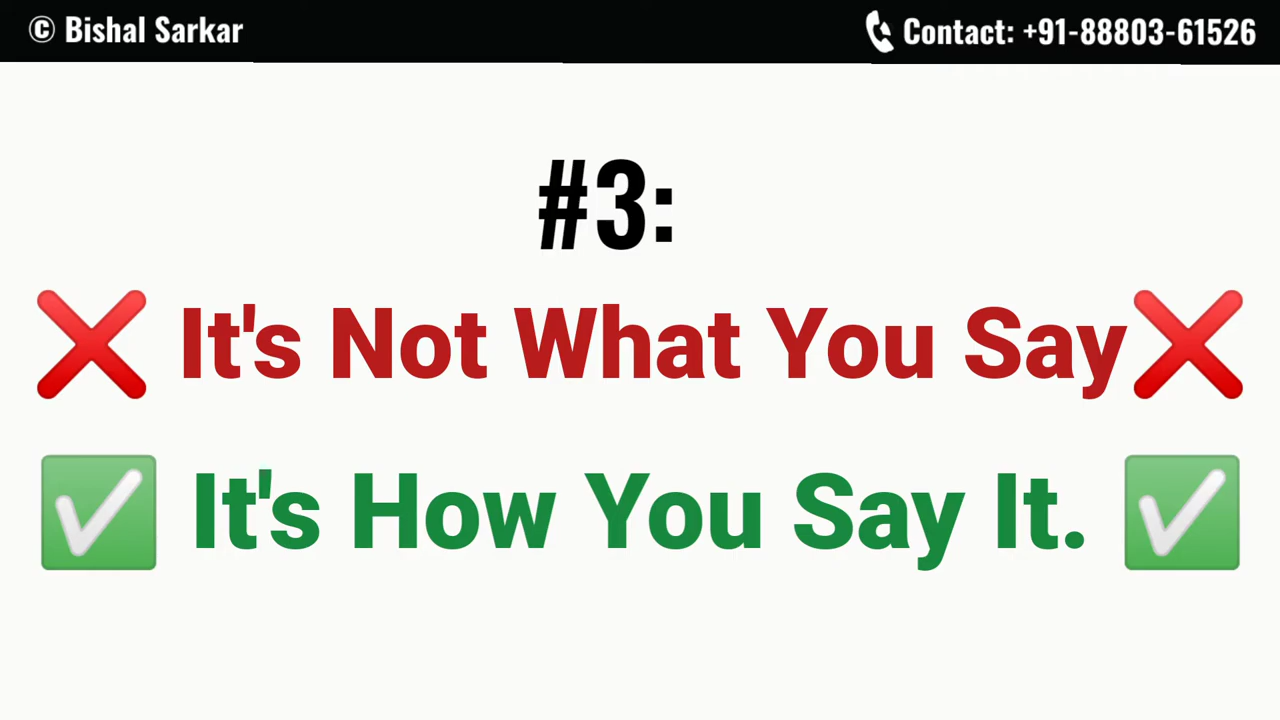 © Bishal Sarkar
Contact: +91-88803-61526
#3:
❌ It's Not What You Say❌
✅ It's How You Say It. ✅